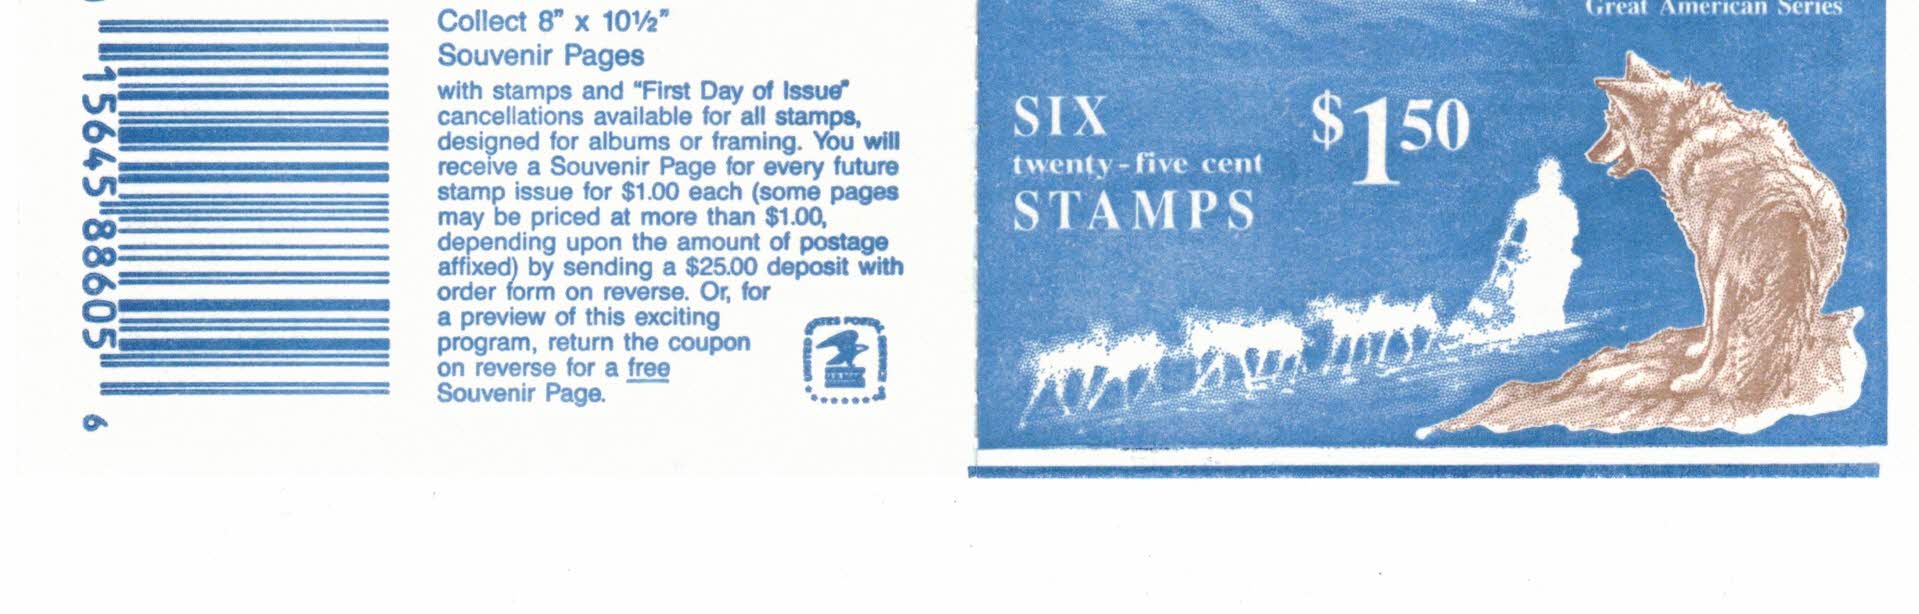 15645"88605
6
Collect 8" x 10½"
Souvenir Pages
with stamps and "First Day of Issue"
cancellations available for all stamps,
designed for albums or framing. You will
receive a Souvenir Page for every future
stamp issue for $1.00 each (some pages
may be priced at more than $1.00,
depending upon the amount of postage
affixed) by sending a $25.00 deposit with
order form on reverse. Or, for
a preview of this exciting
program, return the coupon
on reverse for a free
Souvenir Page.
Great American Series
SIX
twenty-five cent
STAMPS
$150